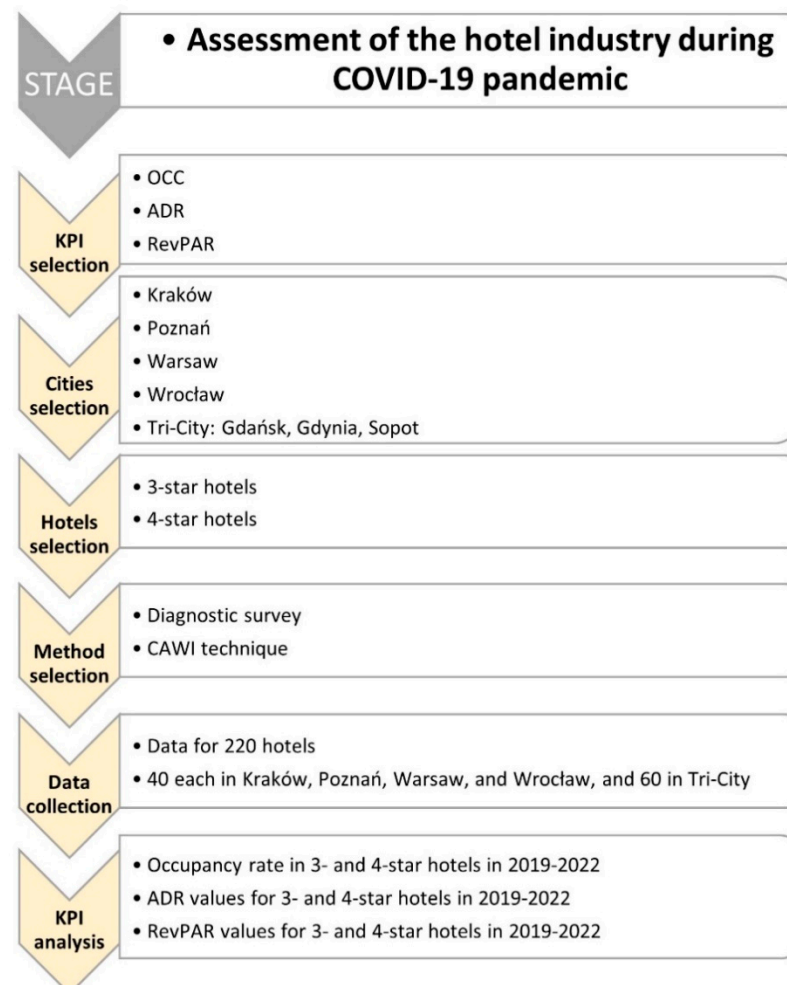 STAGE
• Assessment of the hotel industry during
COVID-19 pandemic
KPI
selection
• OCC
• ADR
• RevPAR
Cities
selection
• Kraków
• Poznań
• Warsaw
• Wrocław
• Tri-City: Gdańsk, Gdynia, Sopot
Hotels
selection
• 3-star hotels
• 4-star hotels
Method
selection
• Diagnostic survey
• CAWI technique
Data
collection
• Data for 220 hotels
• 40 each in Kraków, Poznań, Warsaw, and Wrocław, and 60 in Tri-City
KPI
analysis
• Occupancy rate in 3- and 4-star hotels in 2019-2022
• ADR values for 3- and 4-star hotels in 2019-2022
• RevPAR values for 3- and 4-star hotels in 2019-2022